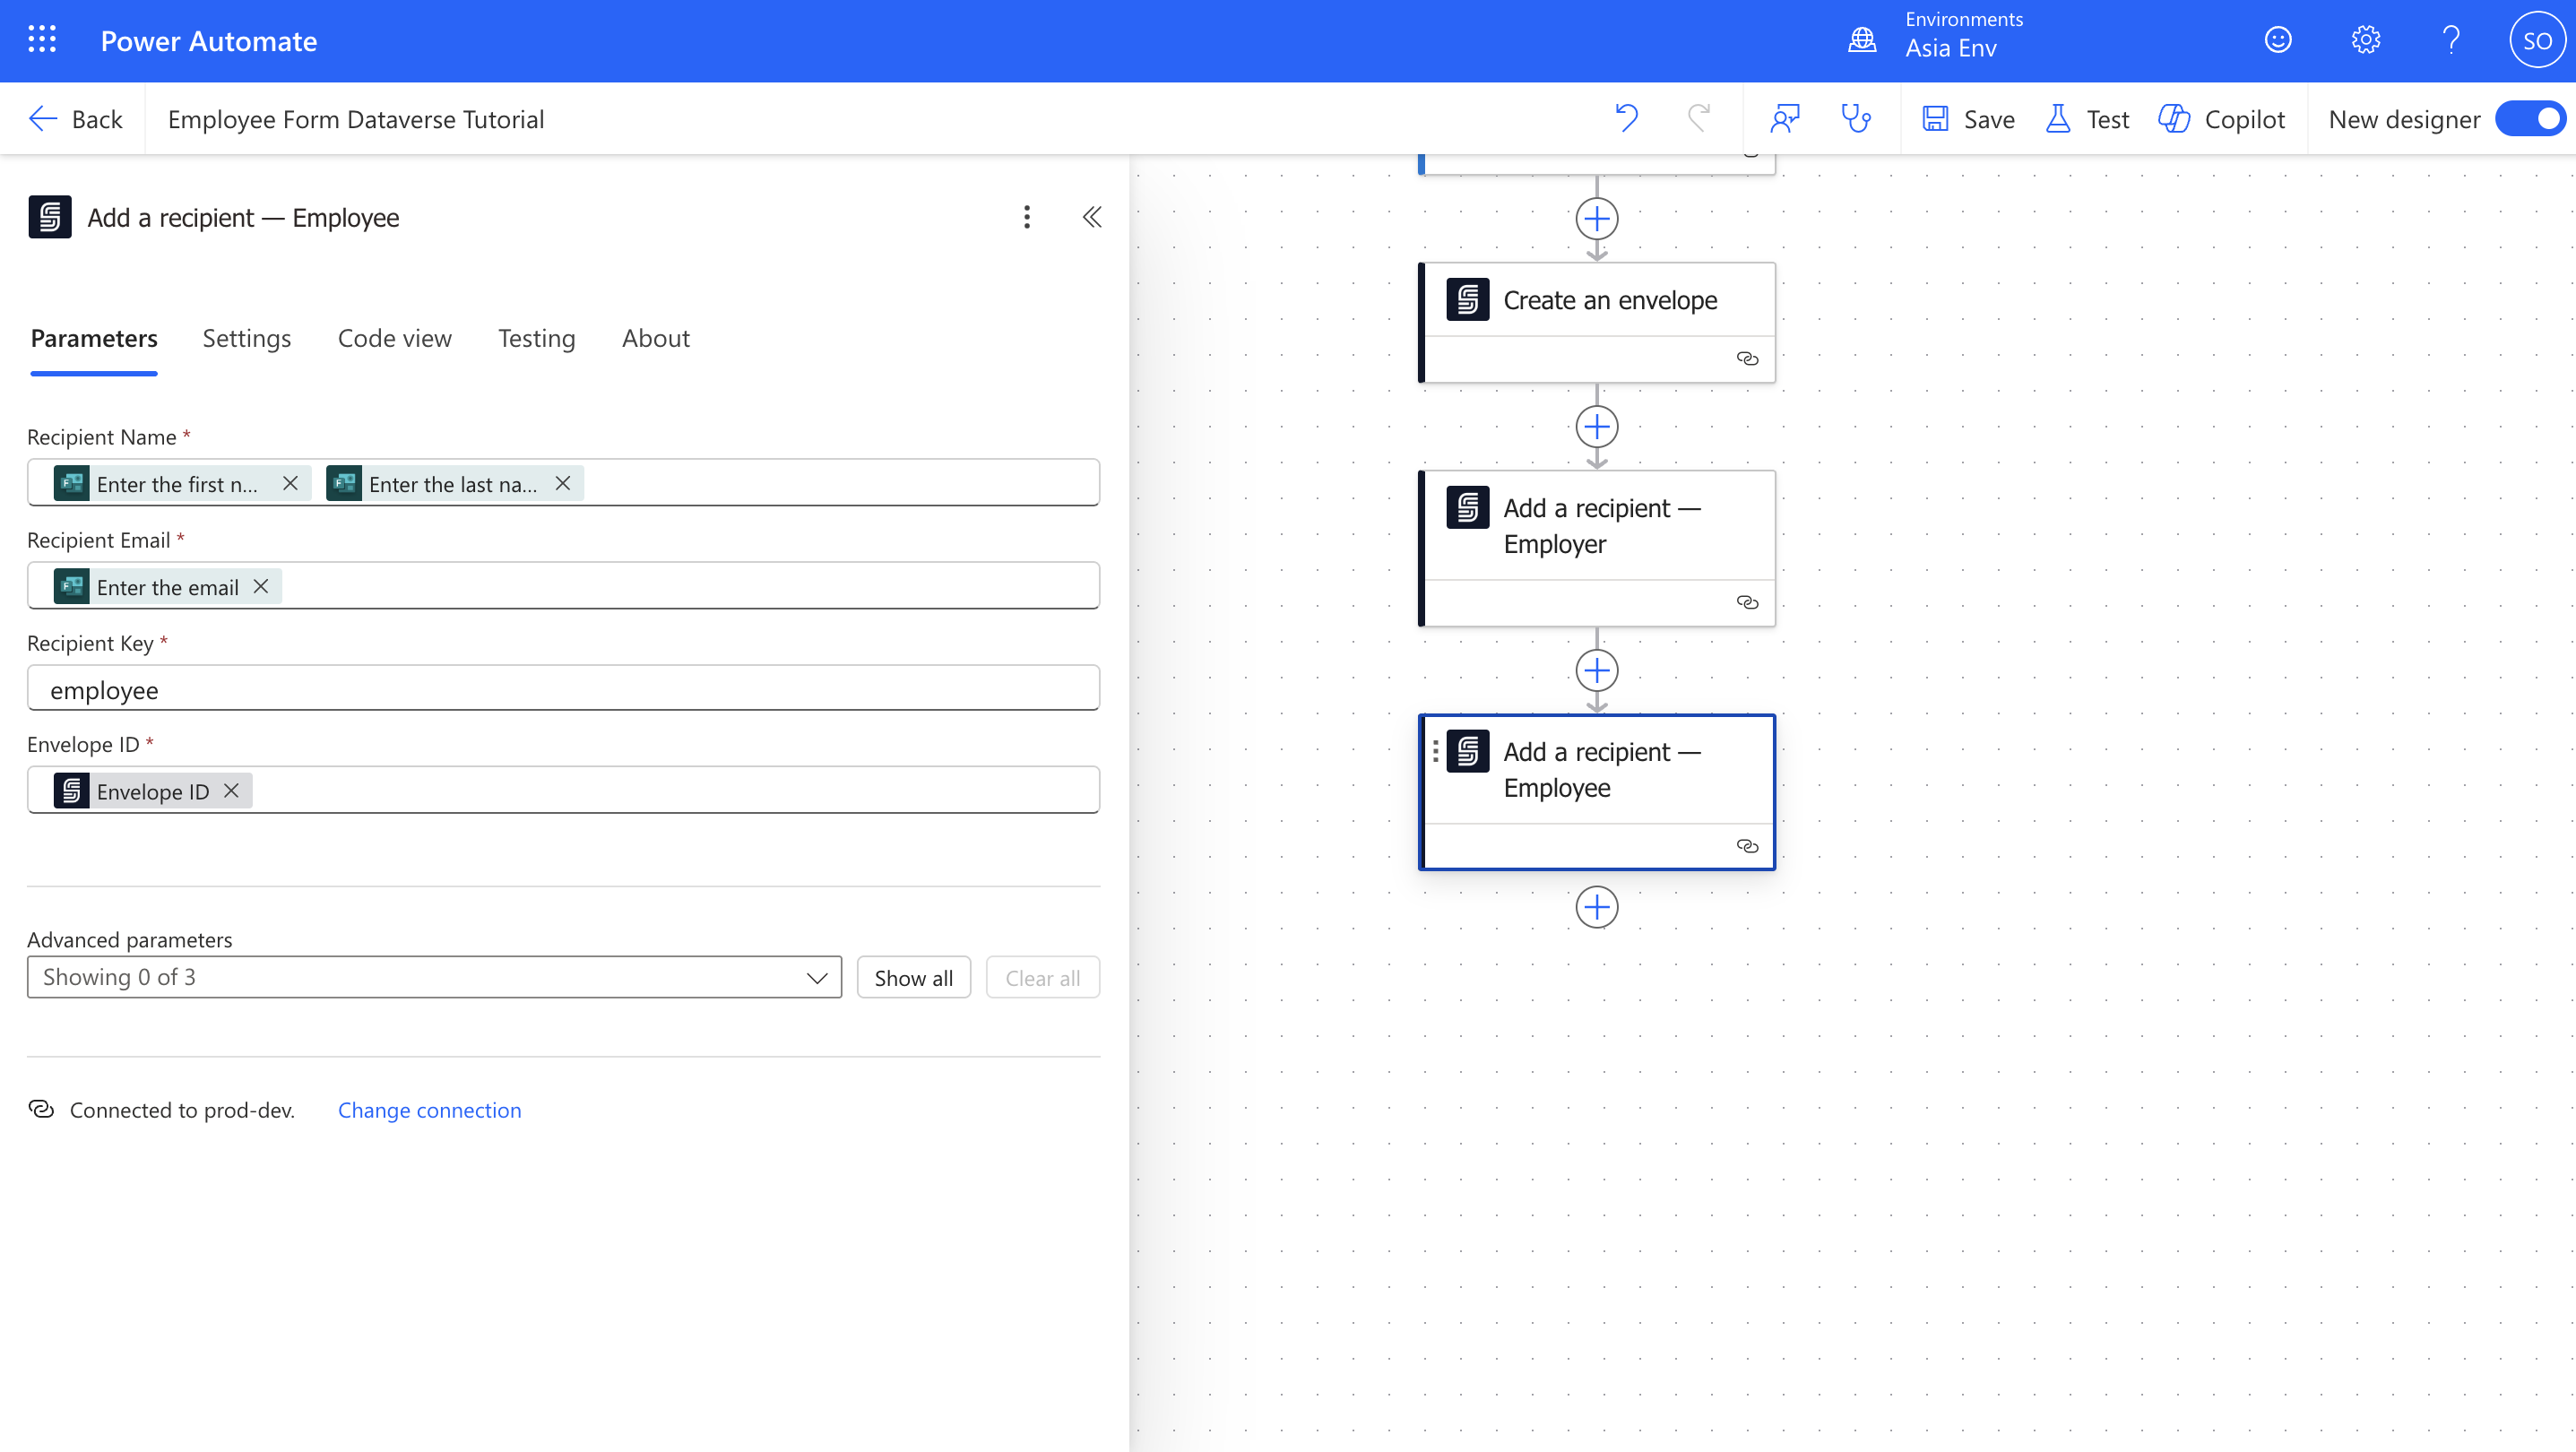 Power Automate
Environments
Asia Env
SO
Back
Employee Form Dataverse Tutorial
Save
Test
Copilot
New designer
Add a recipient — Employee
Parameters
Settings
Code view
Testing
About
Recipient Name *
Enter the first n...
Enter the last na...
Recipient Email *
Enter the email
Recipient Key *
employee
Envelope ID *
Envelope ID
Advanced parameters
Showing 0 of 3
Show all
Clear all
Connected to prod-dev.
Change connection
Create an envelope
Add a recipient —
Employer
Add a recipient —
Employee